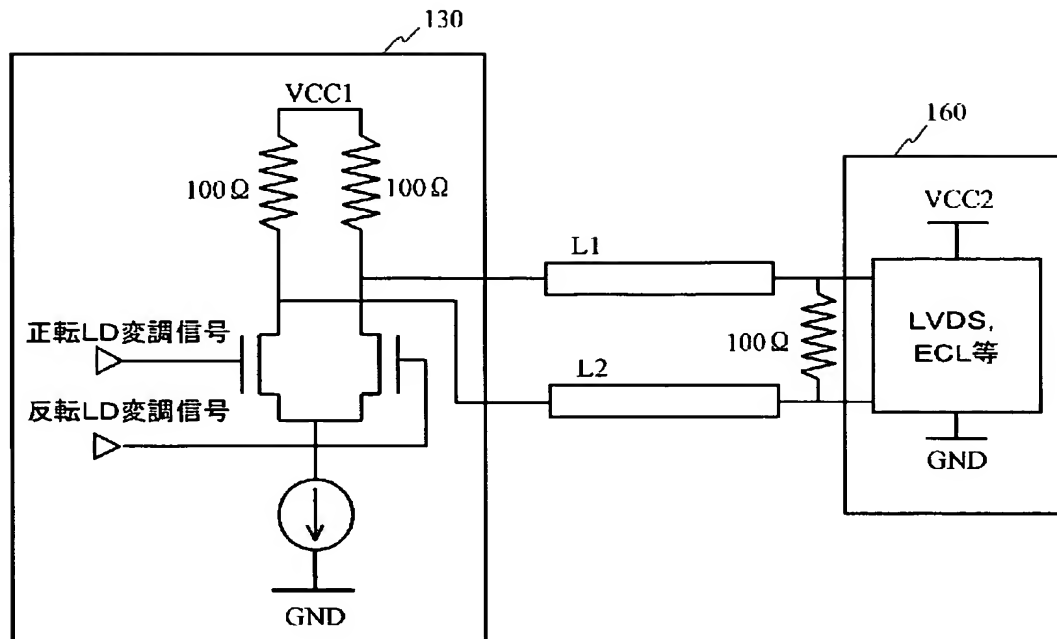 130
VCC1
100Ω
100Ω
正転LD変調信号
反転LD変調信号
GND
L1
L2
100Ω
160
VCC2
LVDS,
ECL等
GND